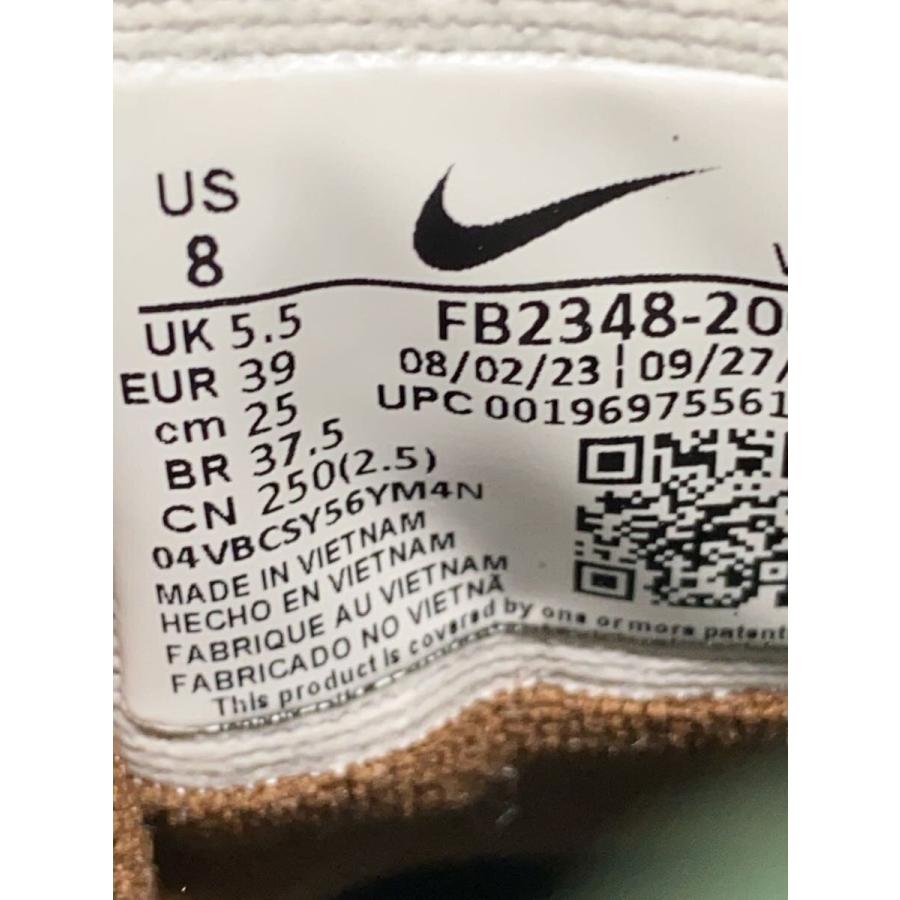 US
8
UK 5.5
EUR 39
cm 25
BR 37.5
CN 250(2.5)
04VBCSY56YM4N
MADE IN VIETNAM
HECHO EN VIETNAM
FABRIQUE AU VIETNAM
FABRICADO NO VIETNÃ
This product is covered by one or more patent
FB2348-20
08/02/23 ¦ 09/27/
UPC 00196975561